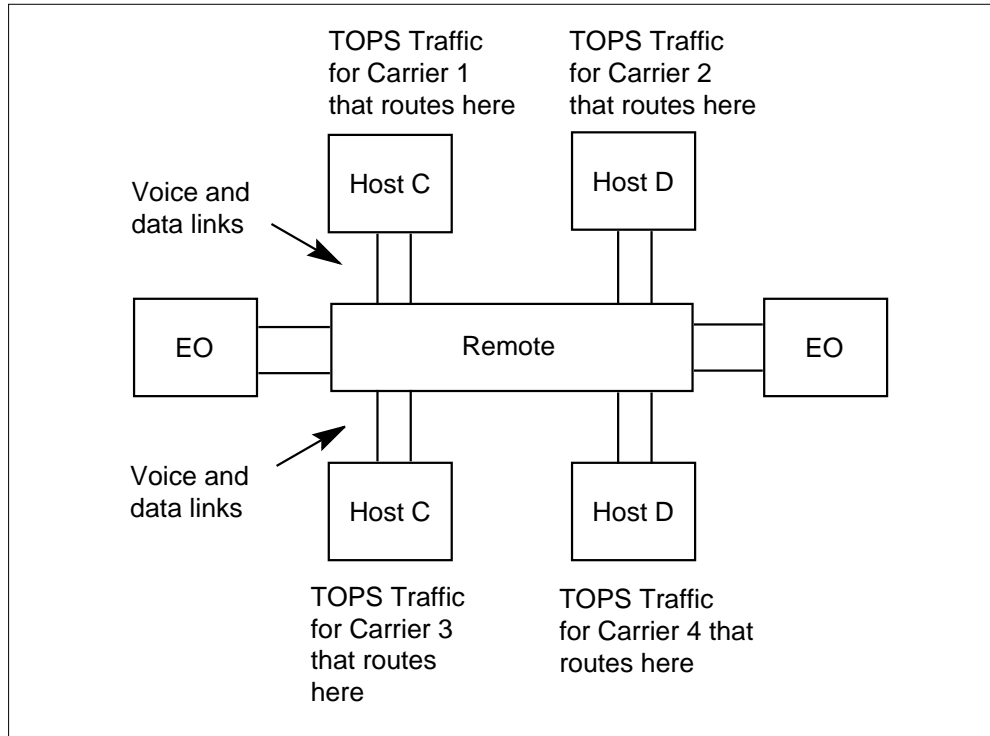 TOPS Traffic
for Carrier 1
that routes here
TOPS Traffic
for Carrier 2
that routes here
Host C
Host D
Voice and
data links
EO
Remote
EO
Voice and
data links
Host C
Host D
TOPS Traffic
for Carrier 3
that routes
here
TOPS Traffic
for Carrier 4 that
routes here